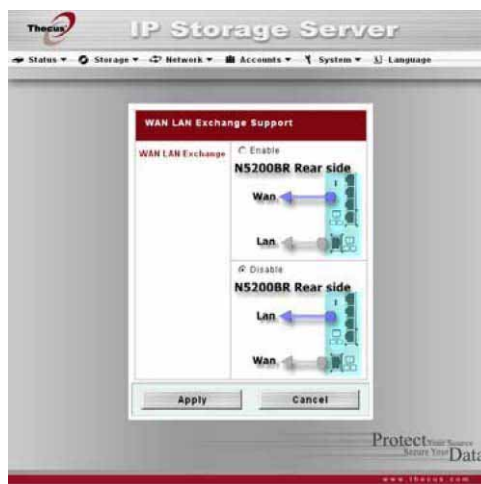 Thecus
IP Storage Server
Status Storage Network Accounts System Language
WAN LAN Exchange Support
WAN LAN Exchange
Enable
N5200BR Rear side
Wan
Lan
Disable
N5200BR Rear side
Lan
Wan
Apply Cancel
Protect Your Source
Secure Your Data
www.thecus.com